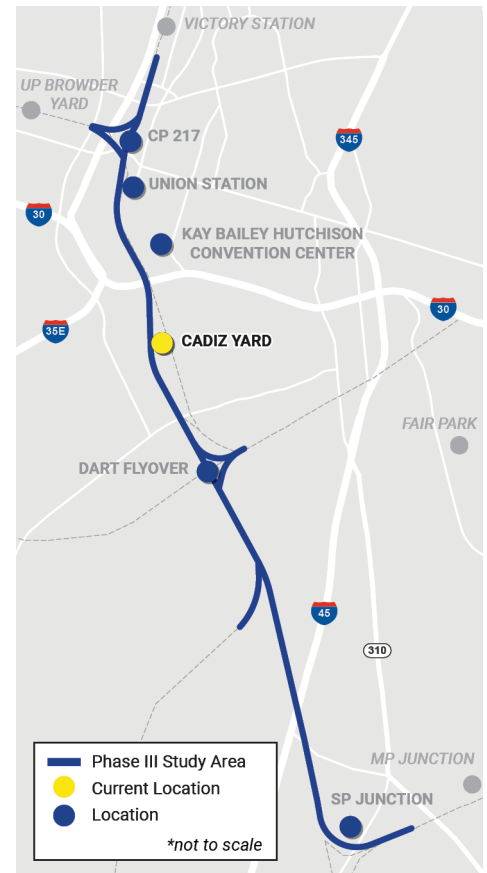 VICTORY STATION
UP BROWDER
YARD
CP 217
345
UNION STATION
30
KAY BAILEY HUTCHISON
CONVENTION CENTER
30
35E
CADIZ YARD
FAIR PARK
DART FLYOVER
45
310
MP JUNCTION
SP JUNCTION
Phase III Study Area
Current Location
Location
*not to scale